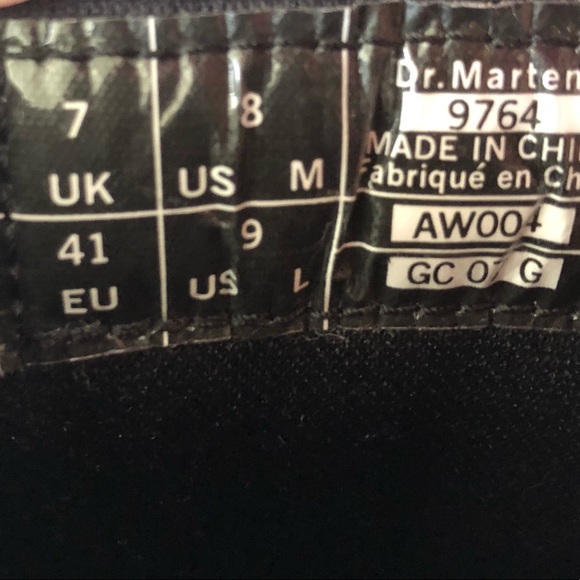 7
UK
8
US M
41
EU
9
US L
Dr.Marten
9764
MADE IN CHI
Fabriqué en Ch
AW004
GC 07 G